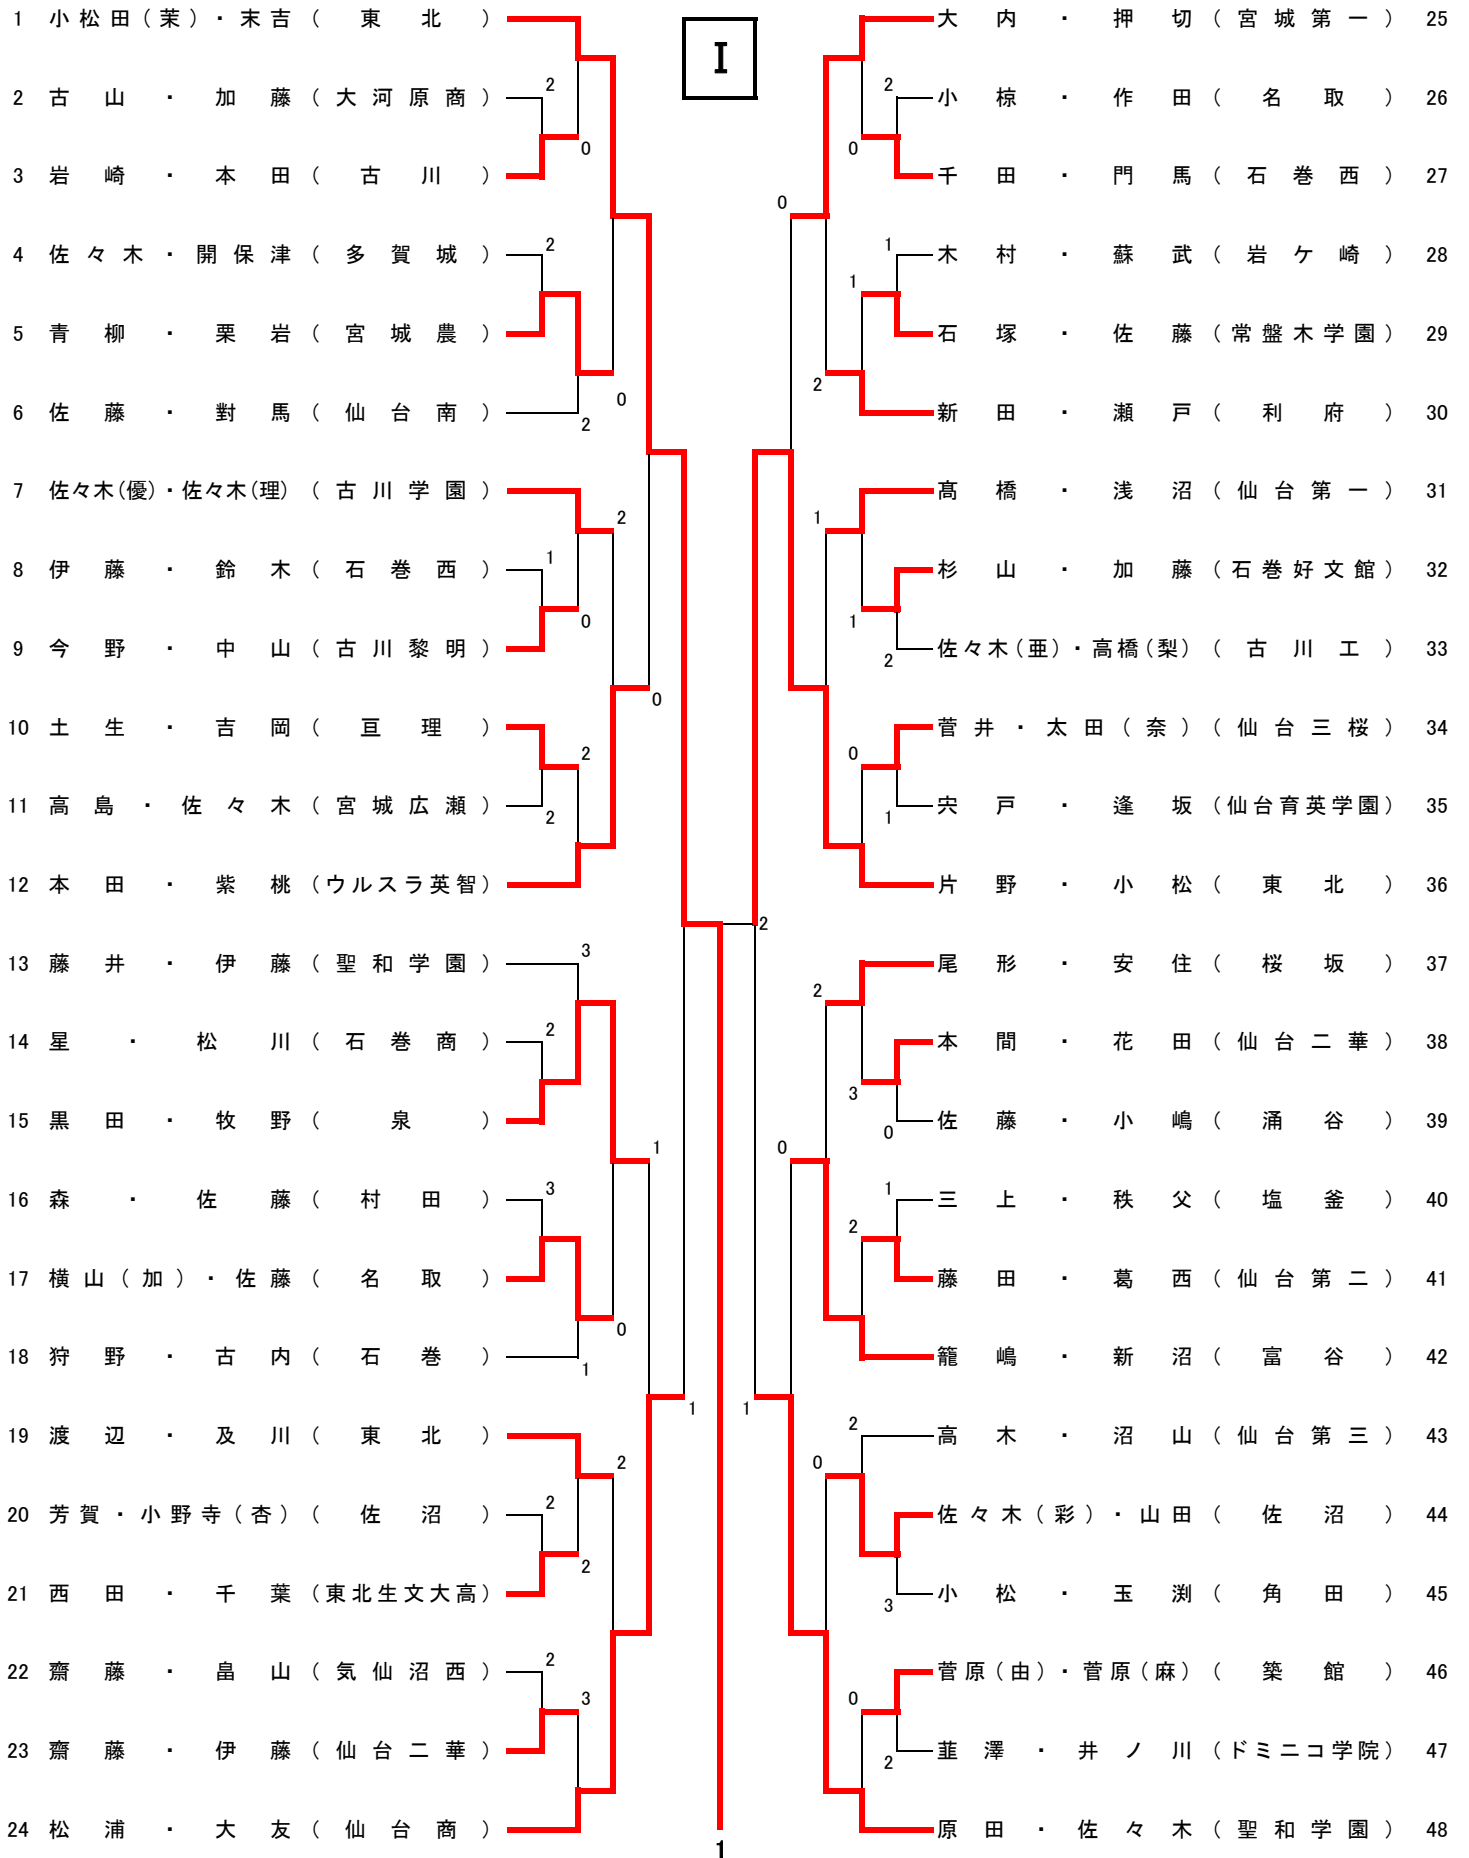 Ⅰ
1 小松田(茉)・末吉(東北)
2
2 古山・加藤(大河原商)
0
3 岩崎・本田(古川)
2
4 佐々木・開保津(多賀城)
5 青柳・栗岩(宮城農)
0
6 佐藤・對馬(仙台南)
2
7 佐々木(優)・佐々木(理)(古川学園)
2
1
8 伊藤・鈴木(石巻西)
0
9 今野・中山(古川黎明)
0
10 土生・吉岡(亘理)
2
11 高島・佐々木(宮城広瀬)
2
12 本田・紫桃(ウルスラ英智)
3
13 藤井・伊藤(聖和学園)
2
14 星・松川(石巻商)
15 黒田・牧野(泉)
1
3
16 森・佐藤(村田)
17 横山(加)・佐藤(名取)
0
18 狩野・古内(石巻)
1
1
19 渡辺・及川(東北)
2
2
20 芳賀・小野寺(杏)(佐沼)
2
21 西田・千葉(東北生文大高)
2
22 齋藤・畠山(気仙沼西)
3
23 齋藤・伊藤(仙台二華)
24 松浦・大友(仙台商)
大内・押切(宮城第一) 25
2
小椋・作田(名取) 26
0
千田・門馬(石巻西) 27
0
1
木村・蘇武(岩ケ崎) 28
1
石塚・佐藤(常盤木学園) 29
2
新田・瀬戸(利府) 30
髙橋・浅沼(仙台第一) 31
1
杉山・加藤(石巻好文館) 32
1
佐々木(亜)・高橋(梨)(古川工) 33
2
菅井・太田(奈)(仙台三桜) 34
0
宍戸・逢坂(仙台育英学園) 35
1
片野・小松(東北) 36
2
尾形・安住(桜坂) 37
2
本間・花田(仙台二華) 38
3
佐藤・小嶋(涌谷) 39
0
0
1
三上・秩父(塩釜) 40
2
藤田・葛西(仙台第二) 41
籠嶋・新沼(富谷) 42
1
2
高木・沼山(仙台第三) 43
0
佐々木(彩)・山田(佐沼) 44
小松・玉渕(角田) 45
3
菅原(由)・菅原(麻)(築館) 46
0
韮澤・井ノ川(ドミニコ学院) 47
2
原田・佐々木(聖和学園) 48
1